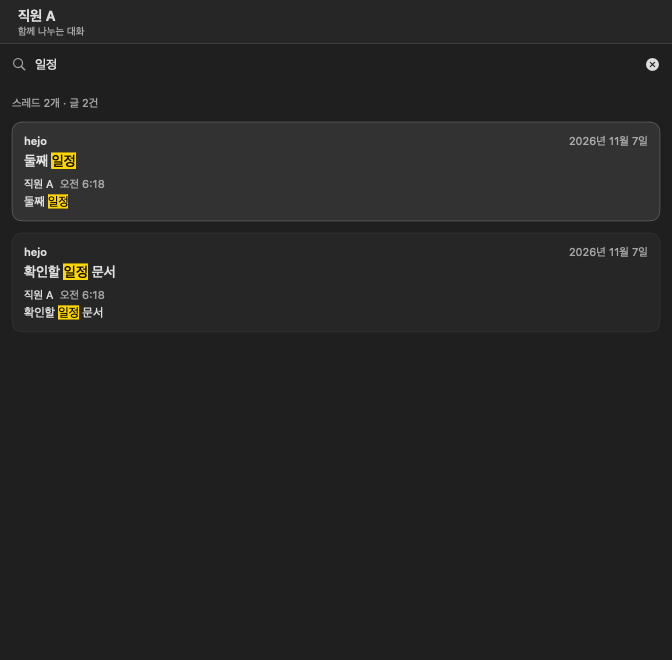 직원 A
함께 나누는 대화
일정
스레드 2개 · 글 2건
hejo 2026년 11월 7일
둘째 일정
직원 A 오전 6:18
둘째 일정
hejo 2026년 11월 7일
확인할 일정 문서
직원 A 오전 6:18
확인할 일정 문서